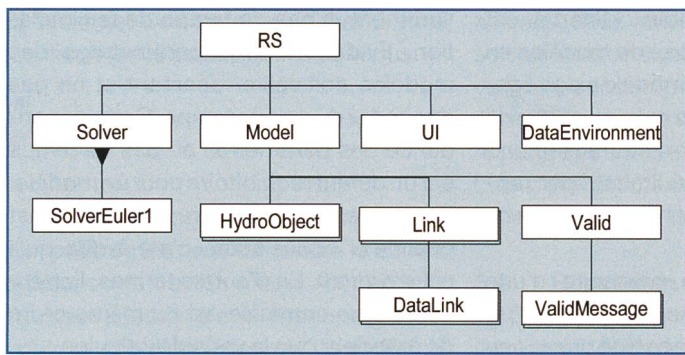 RS
Solver
Model
UI
DataEnvironment
SolverEuler1
HydroObject
Link
Valid
DataLink
ValidMessage